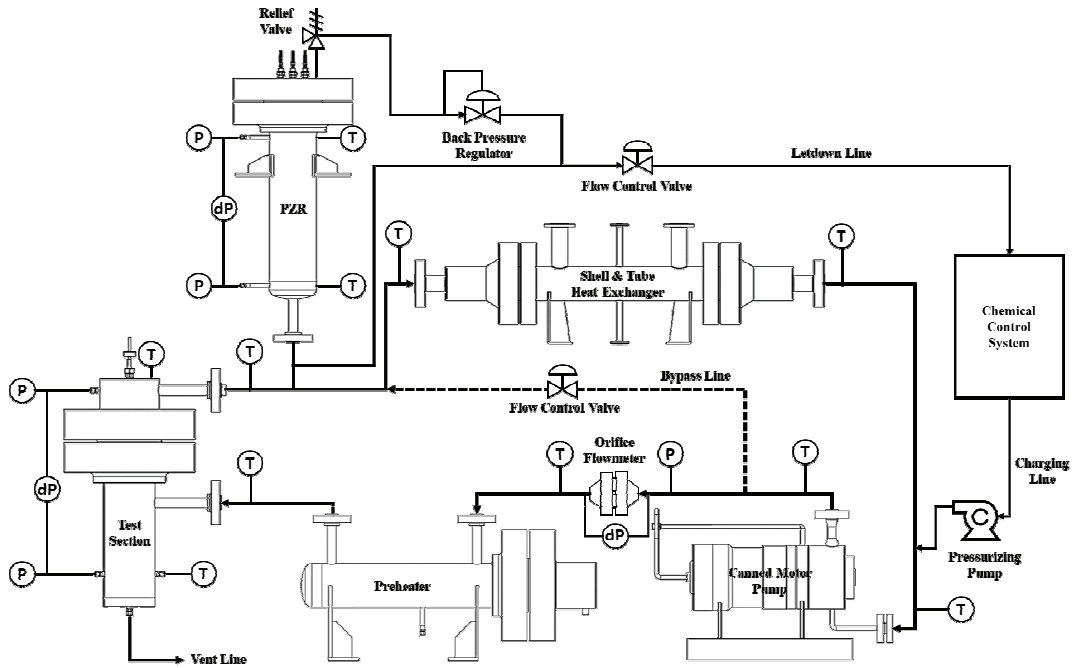 Relief
Valve
P
T
Back Pressure
Regulator
Letdown Line
Flow Control Valve
dP
PZR
T
T
P
T
Shell & Tube
Heat Exchanger
Chemical
Control
System
T
T
P
Bypass Line
Flow Control Valve
Orifice
Flowmeter
T
P
T
Charging
Line
T
dP
C
Test
Section
dP
Pressurizing
Pump
P
T
Preheater
Canned Motor
Pump
T
Vent Line